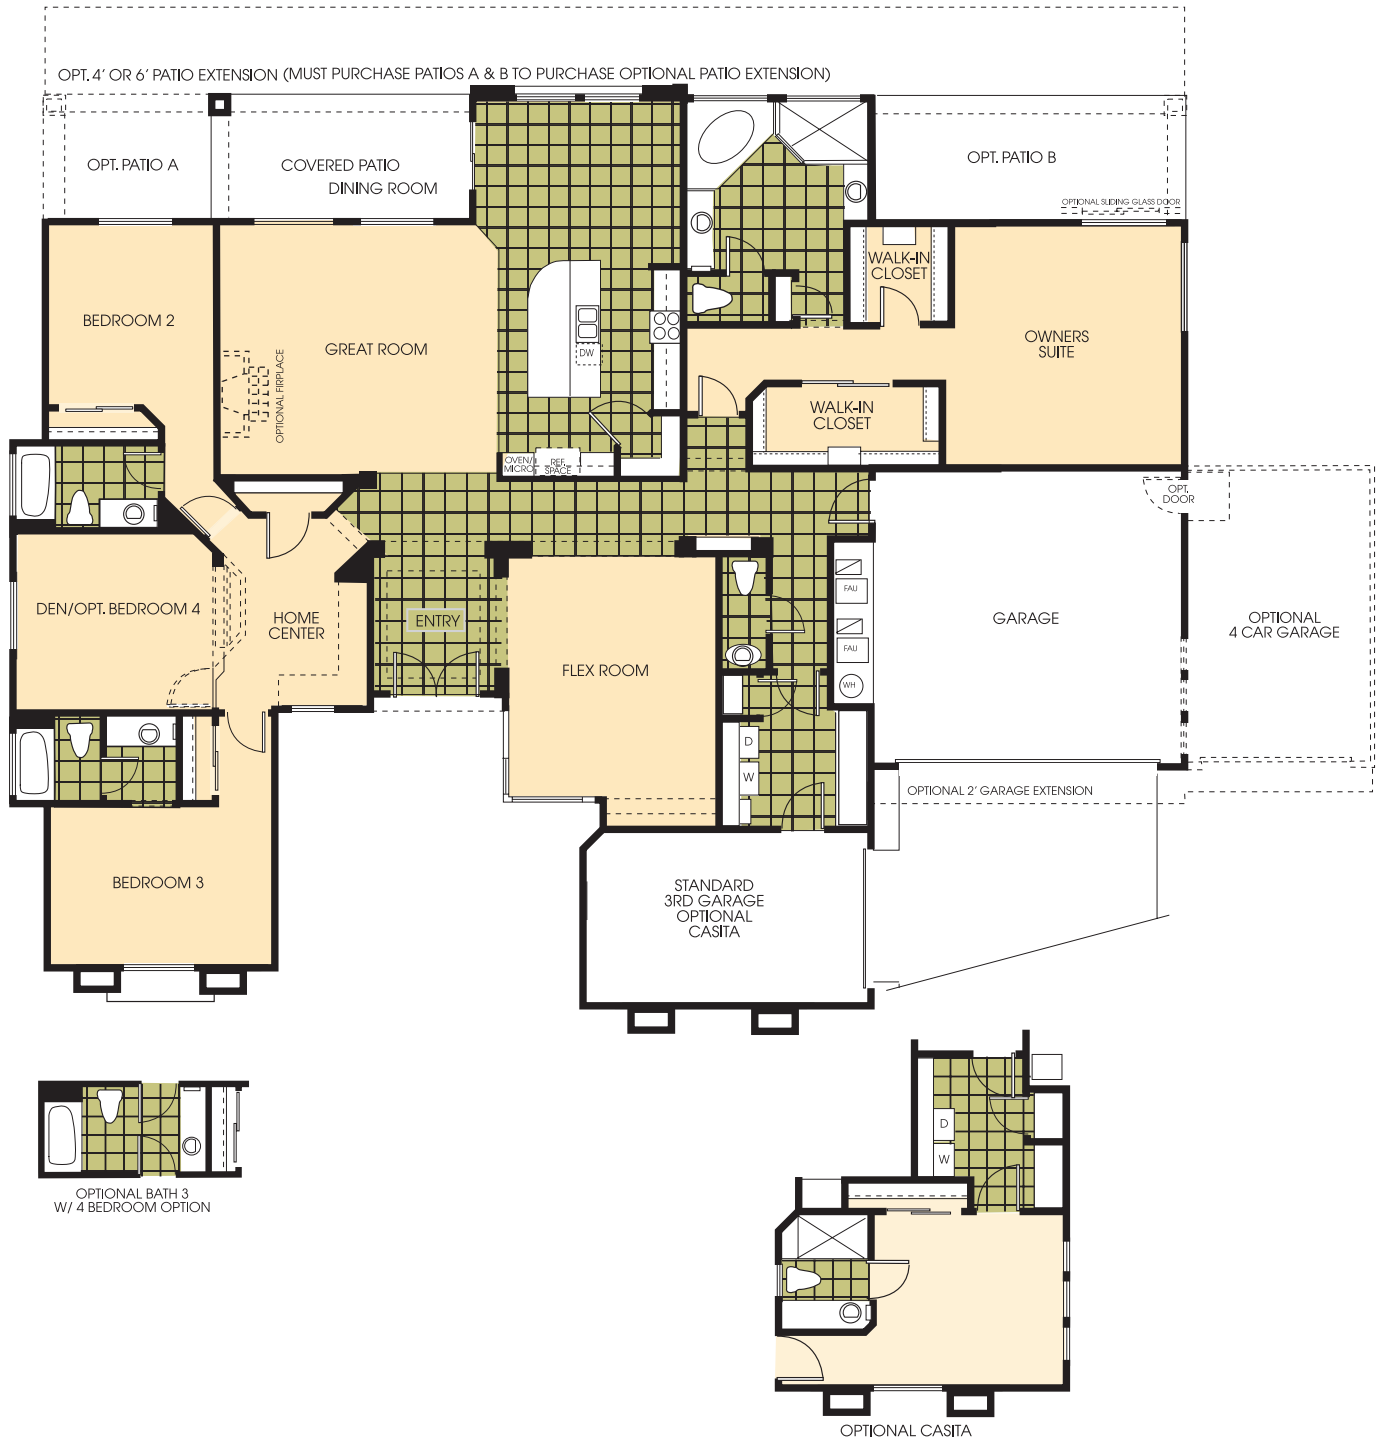 OPT. 4' OR 6' PATIO EXTENSION (MUST PURCHASE PATIOS A & B TO PURCHASE OPTIONAL PATIO EXTENSION)
OPT. PATIO A
COVERED PATIO
DINING ROOM
OPT. PATIO B
OPTIONAL SLIDING GLASS DOOR
BEDROOM 2
GREAT ROOM
OPTIONAL FIRPLACE
DW
WALK-IN
CLOSET
OWNERS
SUITE
WALK-IN
CLOSET
OVEN/
MICRO
REF.
SPACE
OPT.
DOOR
DEN/OPT. BEDROOM 4
HOME
CENTER
ENTRY
FLEX ROOM
FAU
FAU
WH
GARAGE
OPTIONAL
4 CAR GARAGE
D
W
OPTIONAL 2' GARAGE EXTENSION
BEDROOM 3
STANDARD
3RD GARAGE
OPTIONAL
CASITA
OPTIONAL BATH 3
W/ 4 BEDROOM OPTION
D
W
OPTIONAL CASITA